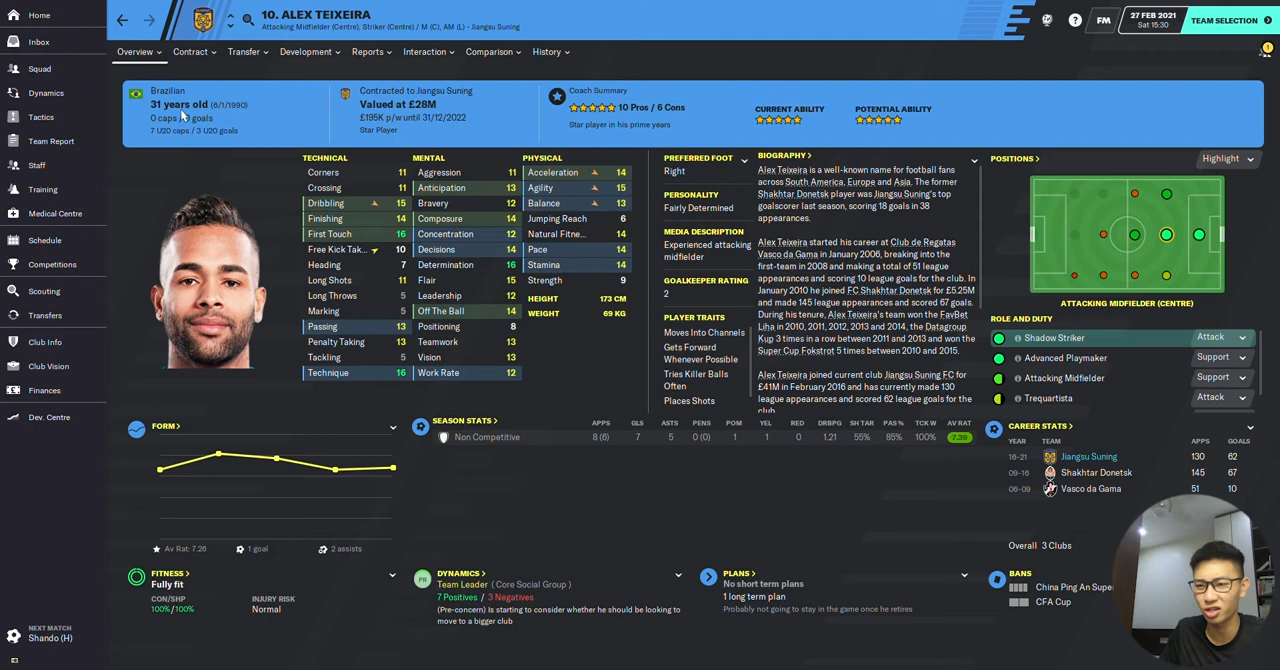 Home
Inbox
Squad
Dynamics
Tactics
Team Report
Staff
Training
Medical Centre
Schedule
Competitions
Scouting
Transfers
Club Info
Club Vision
Finances
Dev. Centre
NEXT MATCH
Shando (H)
10. ALEX TEIXEIRA
Attacking Midfielder (Centre), Striker (Centre) / M (C), AM (L) - Jiangsu Suning
FM
27 FEB 2021
Sat 15:30
TEAM SELECTION
1
Overview
Contract
Transfer
Development
Reports
Interaction
Comparison
History
Brazilian
31 years old (6/1/1990)
0 caps / goals
7 U20 caps / 3 U20 goals
Contracted to Jiangsu Suning
Valued at £28M
£195K p/w until 31/12/2022
Star Player
Coach Summary
10 Pros / 6 Cons
Star player in his prime years
CURRENT ABILITY
POTENTIAL ABILITY
TECHNICAL
Corners 11
Crossing 11
Dribbling 15
Finishing 14
First Touch 16
Free Kick Tak... 10
Heading 7
Long Shots 11
Long Throws 5
Marking 5
Passing 13
Penalty Taking 13
Tackling 5
Technique 16
MENTAL
Aggression 11
Anticipation 13
Bravery 12
Composure 14
Concentration 12
Decisions 14
Determination 16
Flair 15
Leadership 12
Off The Ball 14
Positioning 8
Teamwork 13
Vision 13
Work Rate 12
PHYSICAL
Acceleration 14
Agility 15
Balance 13
Jumping Reach 6
Natural Fitne... 14
Pace 14
Stamina 14
Strength 9
HEIGHT 173 CM
WEIGHT 69 KG
PREFERRED FOOT
Right
PERSONALITY
Fairly Determined
MEDIA DESCRIPTION
Experienced attacking
midfielder
GOALKEEPER RATING
2
PLAYER TRAITS
Moves Into Channels
Gets Forward
Whenever Possible
Tries Killer Balls
Often
Places Shots
BIOGRAPHY
Alex Teixeira is a well-known name for football fans
across South America, Europe and Asia. The former
Shakhtar Donetsk player was Jiangsu Suning's top
goalscorer last season, scoring 18 goals in 38
appearances.
Alex Teixeira started his career at Club de Regatas
Vasco da Gama in January 2006, breaking into the
first-team in 2008 and making a total of 51 league
appearances and scoring 10 league goals for the club. In
January 2010 he joined FC Shakhtar Donetsk for £5.25M
and made 145 league appearances and scored 67 goals.
During his tenure, Alex Teixeira's team won the FavBet
Liha in 2010, 2011, 2012, 2013 and 2014, the Datagroup
Kup 3 times in a row between 2011 and 2013 and won the
Super Cup Fokstrot 5 times between 2010 and 2015.
Alex Teixeira joined current club Jiangsu Suning FC for
£41M in February 2016 and has currently made 130
league appearances and scored 62 league goals for the
club.
POSITIONS
Highlight
ATTACKING MIDFIELDER (CENTRE)
ROLE AND DUTY
Shadow Striker Attack
Advanced Playmaker Support
Attacking Midfielder Support
Trequartista Attack
FORM
Av Rat: 7.26
1 goal
2 assists
SEASON STATS
APPS GLS ASTS PENS POM YEL RED DRBPG SH TAR PAS % TCK W AV RAT
Non Competitive 8 (6) 7 5 0 (0) 1 1 0 1.21 55% 85% 100% 7.39
CAREER STATS
YEAR TEAM APPS GOALS
16-21 Jiangsu Suning 130 62
09-16 Shakhtar Donetsk 145 67
06-09 Vasco da Gama 51 10
Overall 3 Clubs
FITNESS
Fully fit
CON/SHP
100%/100%
INJURY RISK
Normal
PR
DYNAMICS
Team Leader ( Core Social Group )
7 Positives / 3 Negatives
(Pre-concern) Is starting to consider whether he should be looking to
move to a bigger club
PLANS
No short term plans
1 long term plan
Probably not going to stay in the game once he retires
BANS
China Ping An Supe
CFA Cup